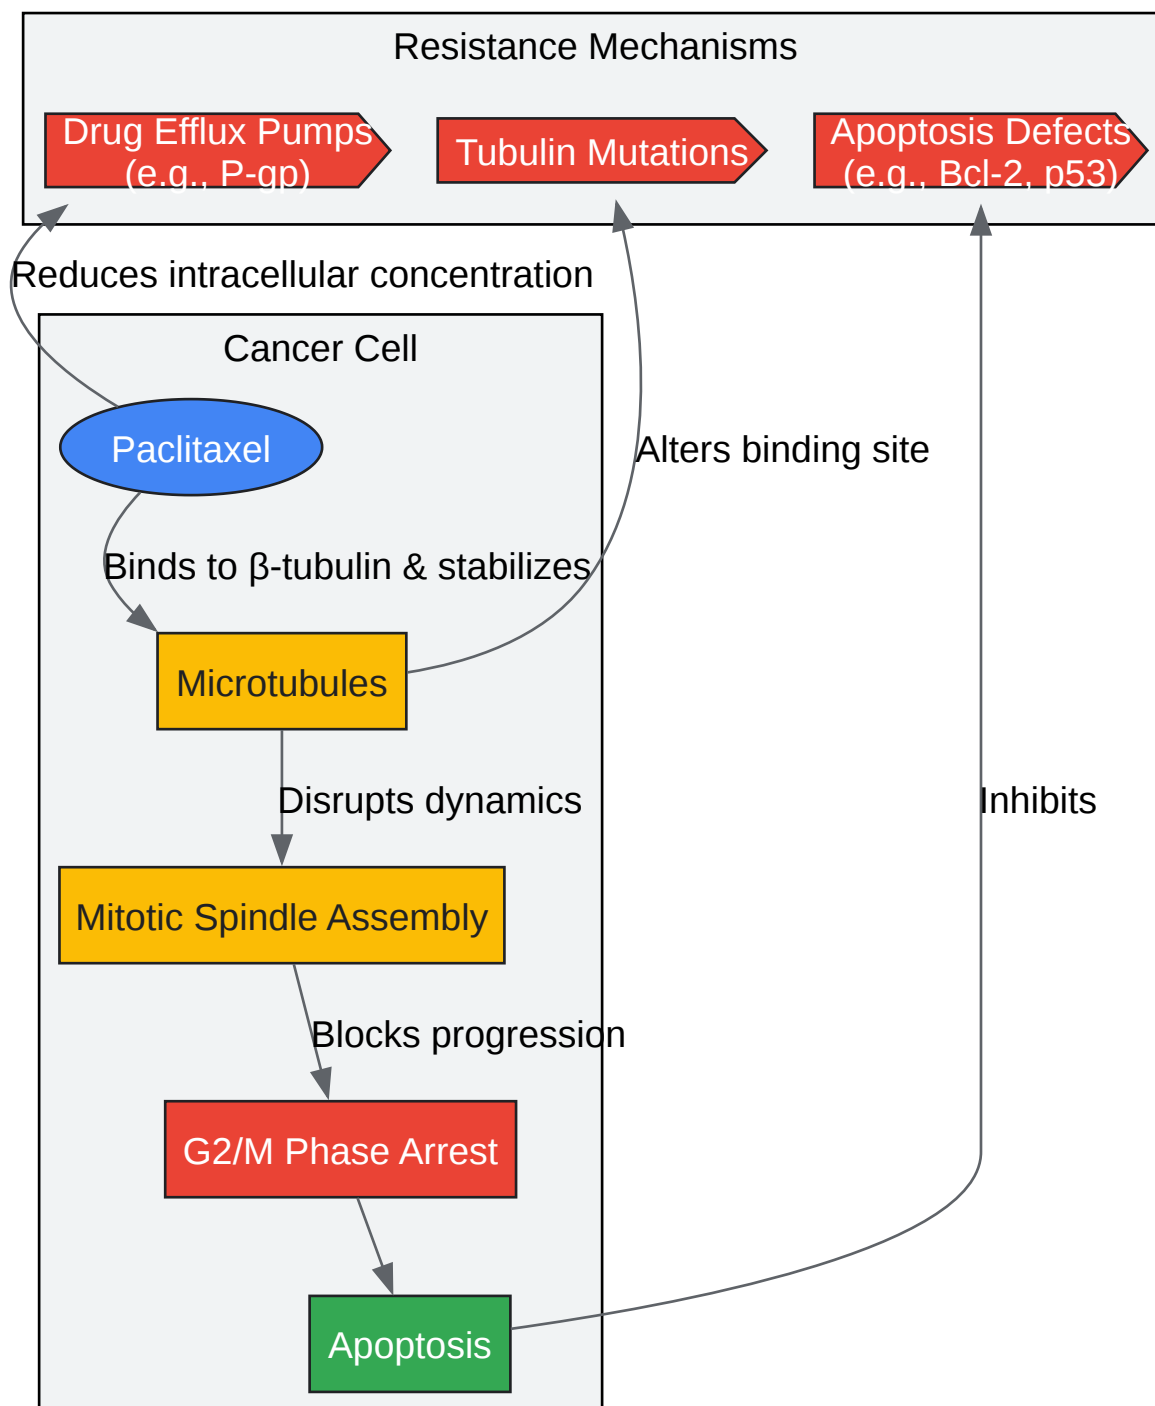 Resistance Mechanisms
Drug Efflux Pumps
(e.g., P-gp)
Tubulin Mutations
Apoptosis Defects
(e.g., Bcl-2, p53)
Reduces intracellular concentration
Cancer Cell
Paclitaxel
Alters binding site
Binds to β-tubulin & stabilizes
Microtubules
Disrupts dynamics
Inhibits
Mitotic Spindle Assembly
Blocks progression
G2/M Phase Arrest
Apoptosis